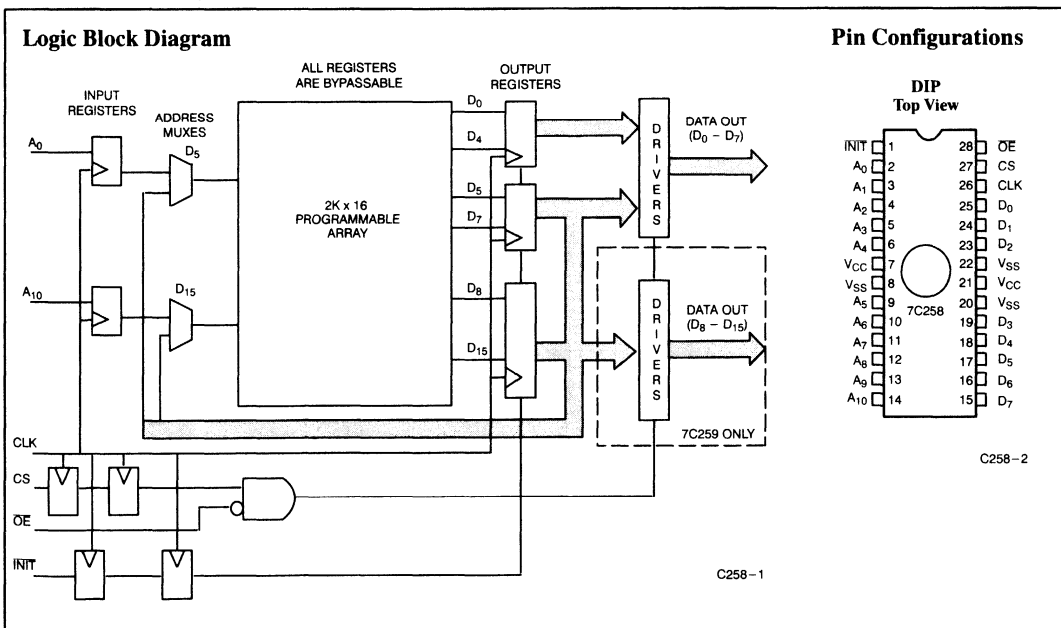 Logic Block Diagram
Pin Configurations
ALL REGISTERS
ARE BYPASSABLE
OUTPUT
REGISTERS
INPUT
REGISTERS
ADDRESS
MUXES
A0
D5
A10
D15
2K x 16
PROGRAMMABLE
ARRAY
D0
D4
D5
D7
D8
D15
DRIVERS
DATA OUT
(D0 – D7)
DRIVERS
DATA OUT
(D8 – D15)
7C259 ONLY
CLK
CS
O̅E̅
I̅N̅I̅T̅
C258–1
DIP
Top View
I̅N̅I̅T̅ 1 28 O̅E̅
A0 2 27 CS
A1 3 26 CLK
A2 4 25 D0
A3 5 24 D1
A4 6 23 D2
VCC 7 22 VSS
VSS 8 21 VCC
A5 9 20 VSS
A6 10 19 D3
A7 11 18 D4
A8 12 17 D5
A9 13 16 D6
A10 14 15 D7
7C258
C258–2